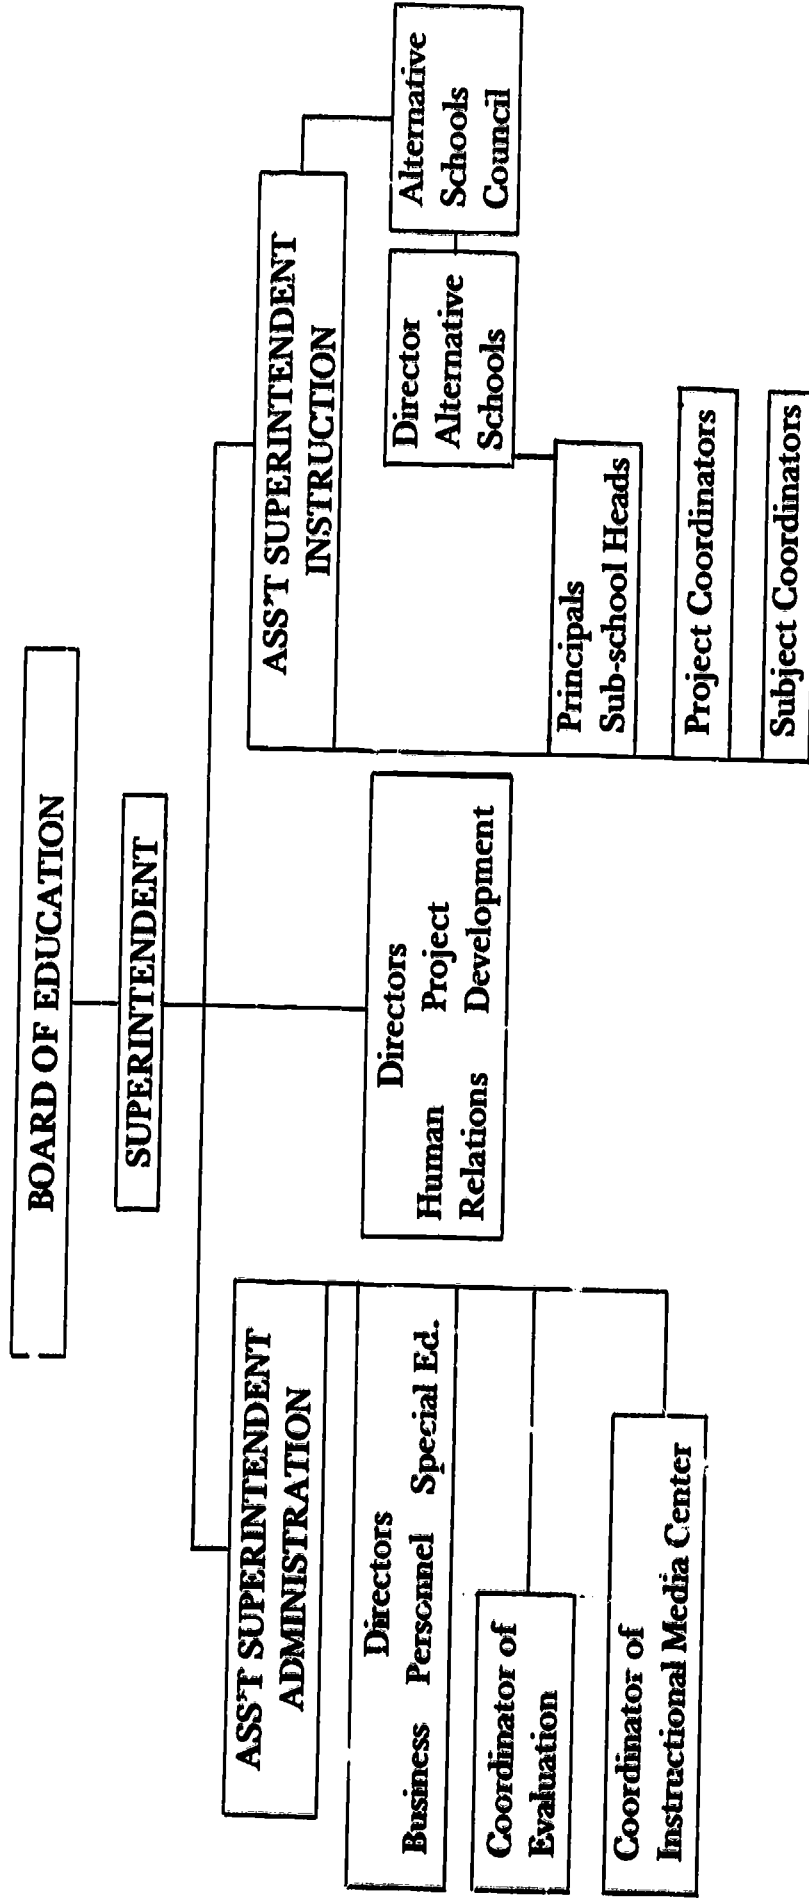 BOARD OF EDUCATION
SUPERINTENDENT
ASS'T SUPERINTENDENT
ADMINISTRATION
Directors
Business Personnel Special Ed.
Coordinator of
Evaluation
Coordinator of
Instructional Media Center
Directors
Human Project
Relations Development
ASS'T SUPERINTENDENT
INSTRUCTION
Director
Alternative
Schools
Alternative
Schools
Council
Principals
Sub-school Heads
Project Coordinators
Subject Coordinators